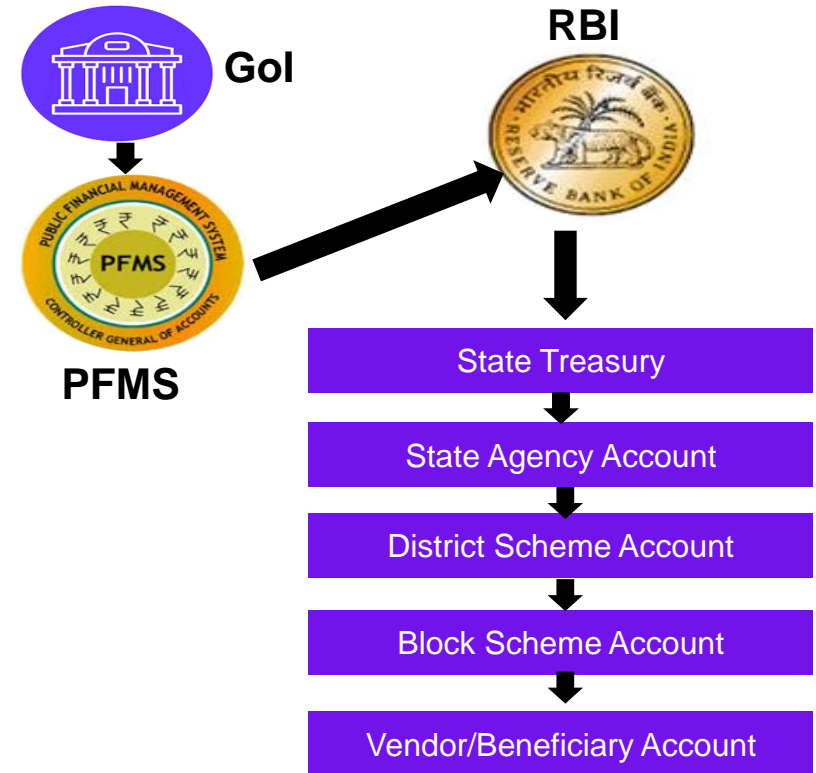 GoI
RBI
PUBLIC FINANCIAL MANAGEMENT SYSTEM
PFMS
CONTROLLER GENERAL OF ACCOUNTS
PFMS
भारतीय रिज़र्व बैंक
RESERVE BANK OF INDIA
State Treasury
State Agency Account
District Scheme Account
Block Scheme Account
Vendor/Beneficiary Account